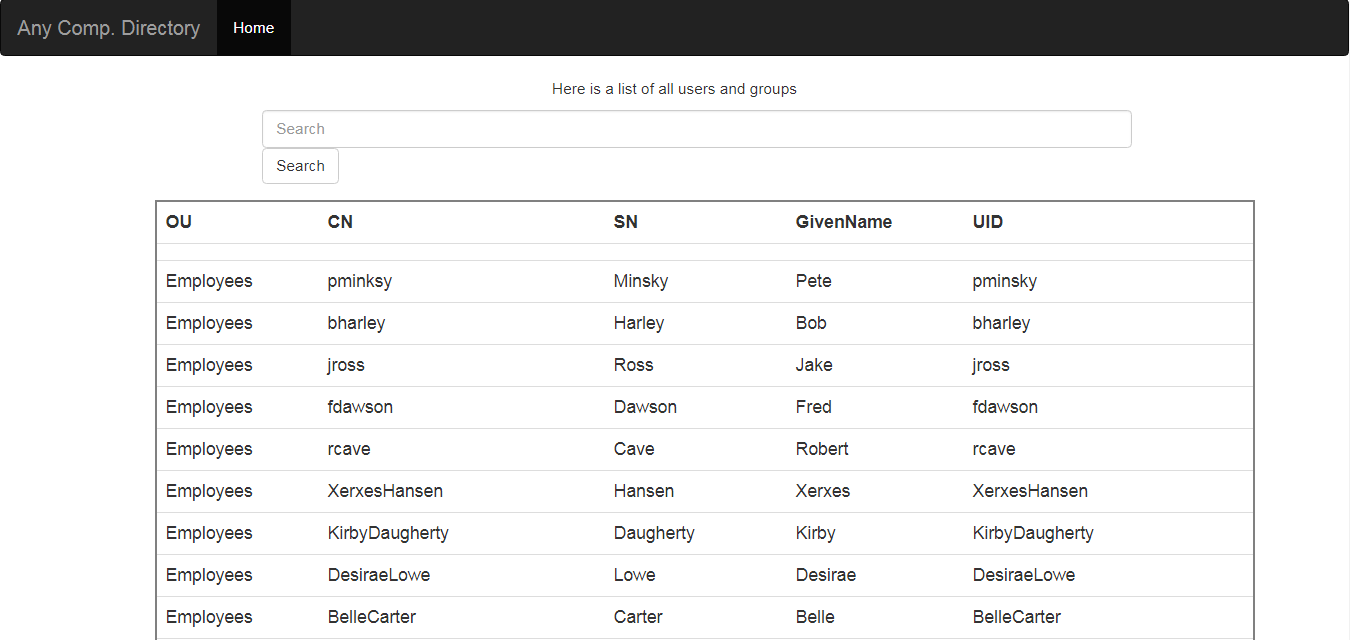 Any Comp. Directory Home
Here is a list of all users and groups
Search
Search
OU CN SN GivenName UID
Employees pminksy Minsky Pete pminsky
Employees bharley Harley Bob bharley
Employees jross Ross Jake jross
Employees fdawson Dawson Fred fdawson
Employees rcave Cave Robert rcave
Employees XerxesHansen Hansen Xerxes XerxesHansen
Employees KirbyDaugherty Daugherty Kirby KirbyDaugherty
Employees DesiraeLowe Lowe Desirae DesiraeLowe
Employees BelleCarter Carter Belle BelleCarter